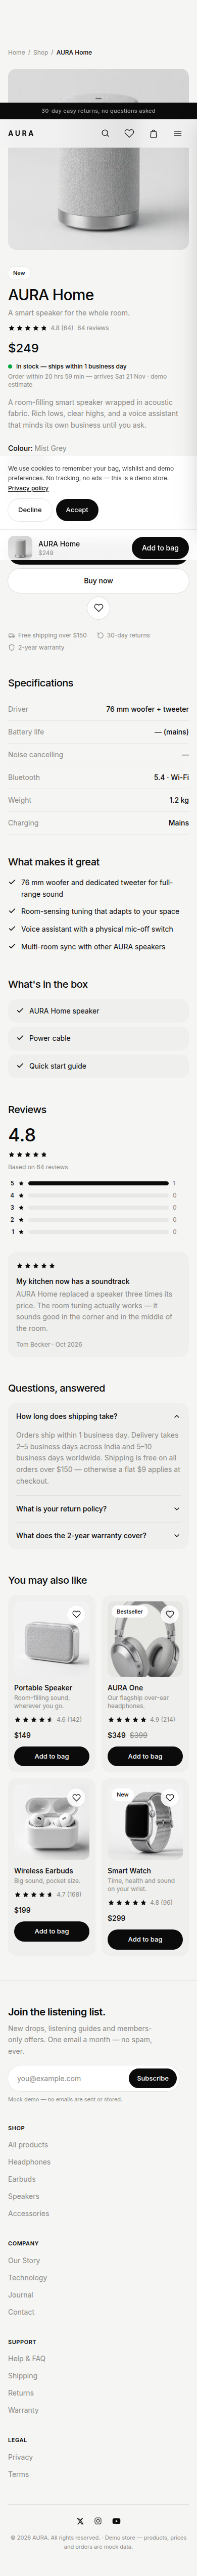 Home / Shop / AURA Home
30-day easy returns, no questions asked
AURA
New
AURA Home
A smart speaker for the whole room.
4.8 (64) 64 reviews
$249
In stock — ships within 1 business day
Order within 20 hrs 59 min — arrives Sat 21 Nov · demo
estimate
A room-filling smart speaker wrapped in acoustic
fabric. Rich lows, clear highs, and a voice assistant
that minds its own business until you ask.
Colour: Mist Grey
We use cookies to remember your bag, wishlist and demo
preferences. No tracking, no ads — this is a demo store.
Privacy policy
Decline
Accept
AURA Home
$249
Add to bag
Buy now
Free shipping over $150
30-day returns
2-year warranty
Specifications
Driver 76 mm woofer + tweeter
Battery life — (mains)
Noise cancelling —
Bluetooth 5.4 · Wi-Fi
Weight 1.2 kg
Charging Mains
What makes it great
76 mm woofer and dedicated tweeter for full-
range sound
Room-sensing tuning that adapts to your space
Voice assistant with a physical mic-off switch
Multi-room sync with other AURA speakers
What's in the box
AURA Home speaker
Power cable
Quick start guide
Reviews
4.8
Based on 64 reviews
5 ★ 1
4 ★ 0
3 ★ 0
2 ★ 0
1 ★ 0
My kitchen now has a soundtrack
AURA Home replaced a speaker three times its
price. The room tuning actually works — it
sounds good in the corner and in the middle of
the room.
Tom Becker · Oct 2026
Questions, answered
How long does shipping take?
Orders ship within 1 business day. Delivery takes
2–5 business days across India and 5–10
business days worldwide. Shipping is free on all
orders over $150 — otherwise a flat $9 applies at
checkout.
What is your return policy?
What does the 2-year warranty cover?
You may also like
Portable Speaker
Room-filling sound,
wherever you go.
4.6 (142)
$149
Add to bag
Bestseller
AURA One
Our flagship over-ear
headphones.
4.9 (214)
$349 $399
Add to bag
Wireless Earbuds
Big sound, pocket size.
4.7 (168)
$199
Add to bag
New
Smart Watch
Time, health and sound
on your wrist.
4.8 (96)
$299
Add to bag
Join the listening list.
New drops, listening guides and members-
only offers. One email a month — no spam,
ever.
you@example.com
Subscribe
Mock demo — no emails are sent or stored.
SHOP
All products
Headphones
Earbuds
Speakers
Accessories
COMPANY
Our Story
Technology
Journal
Contact
SUPPORT
Help & FAQ
Shipping
Returns
Warranty
LEGAL
Privacy
Terms
© 2026 AURA. All rights reserved. · Demo store — products, prices
and orders are mock data.